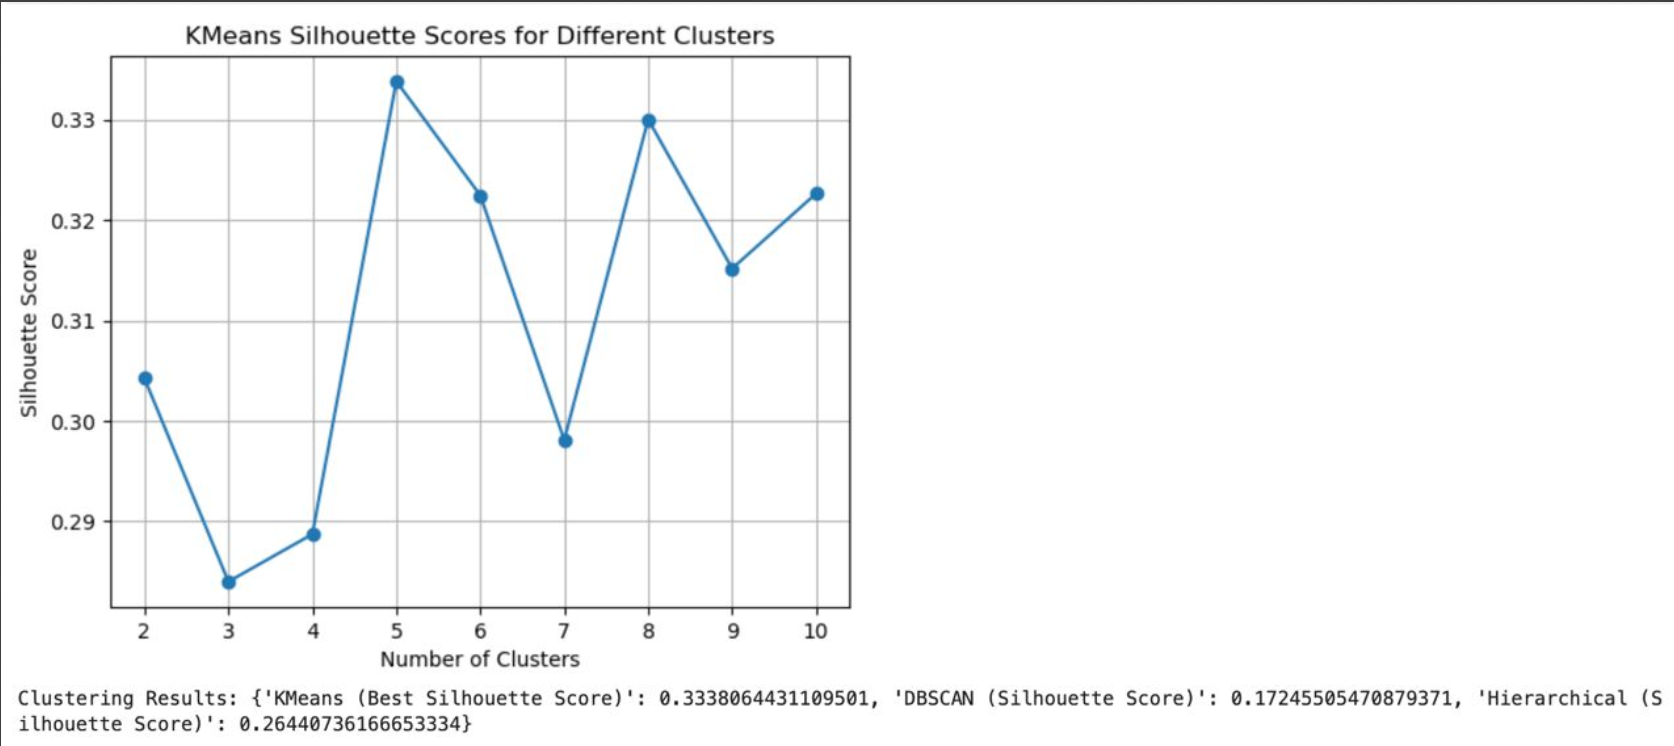 KMeans Silhouette Scores for Different Clusters
0.33
0.32
0.31
0.30
0.29
Silhouette Score
2 3 4 5 6 7 8 9 10
Number of Clusters
Clustering Results: {'KMeans (Best Silhouette Score)': 0.3338064431109501, 'DBSCAN (Silhouette Score)': 0.17245505470879371, 'Hierarchical (S
ilhouette Score)': 0.26440736166653334}